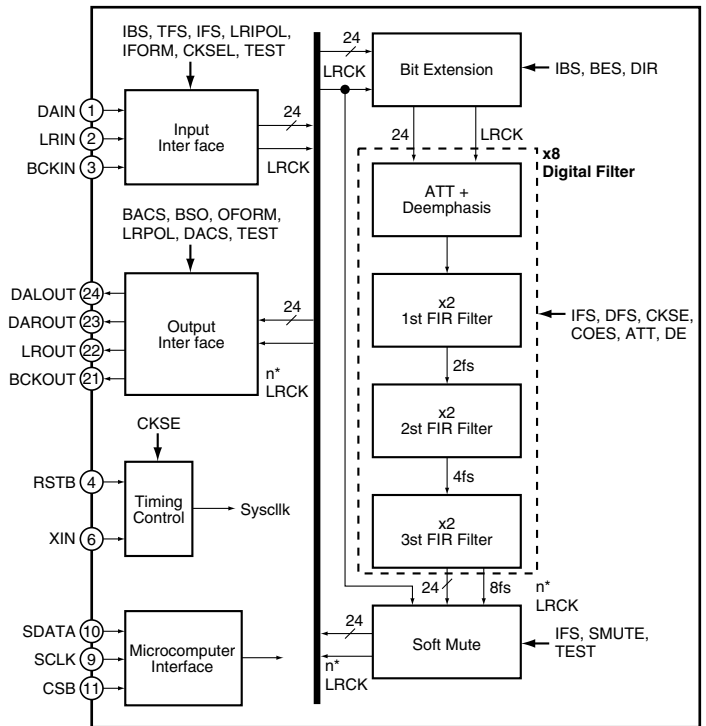 IBS, TFS, IFS, LRIPOL,
IFORM, CKSEL, TEST
DAIN 1
LRIN 2
BCKIN 3
Input
Inter face
24
LRCK
24
LRCK
Bit Extension
IBS, BES, DIR
24
LRCK
x8
Digital Filter
ATT +
Deemphasis
BACS, BSO, OFORM,
LRPOL, DACS, TEST
DALOUT 24
DAROUT 23
LROUT 22
BCKOUT 21
Output
Inter face
24
n*
LRCK
x2
1st FIR Filter
IFS, DFS, CKSE,
COES, ATT, DE
2fs
x2
2st FIR Filter
4fs
x2
3st FIR Filter
CKSE
RSTB 4
XIN 6
Timing
Control
Syscllk
24
8fs
n*
LRCK
SDATA 10
SCLK 9
CSB 11
Microcomputer
Interface
24
n*
LRCK
Soft Mute
IFS, SMUTE,
TEST